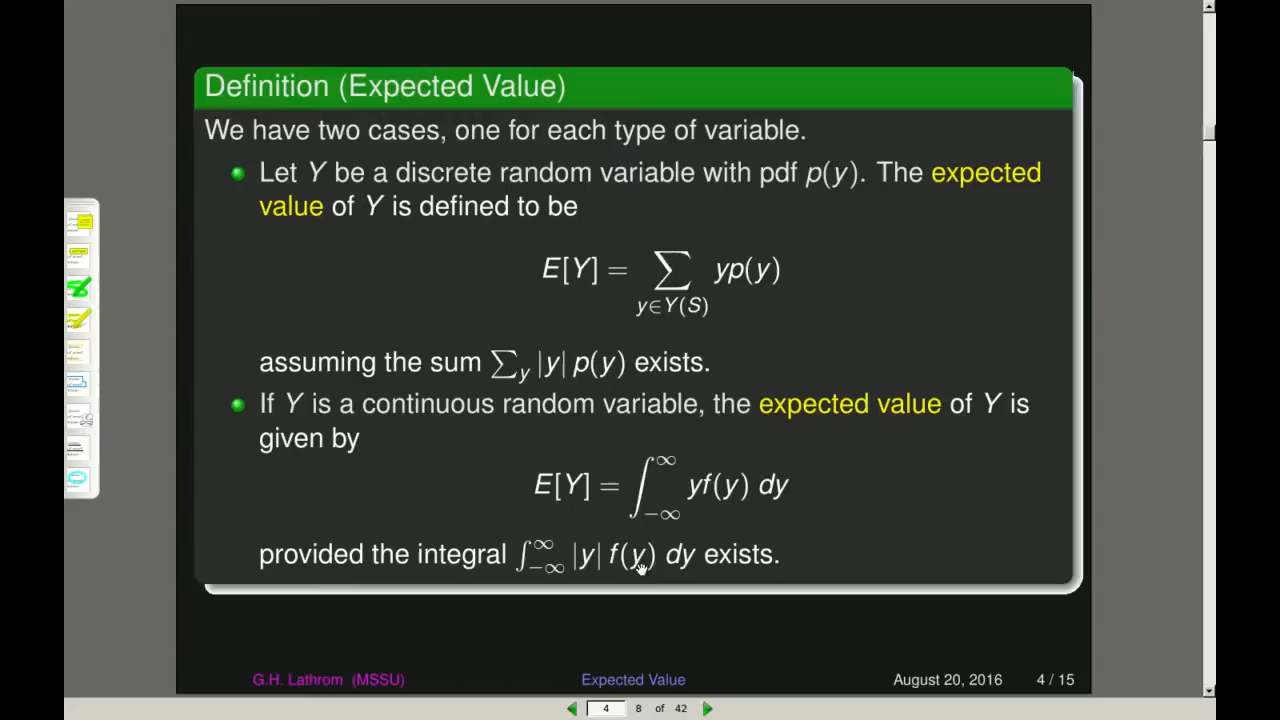 Definition (Expected Value)
We have two cases, one for each type of variable.
Let Y be a discrete random variable with pdf p(y). The expected
value of Y is defined to be
E[Y] = ∑ yp(y)
y∈Y(S)
assuming the sum ∑_y |y| p(y) exists.
If Y is a continuous random variable, the expected value of Y is
given by
E[Y] = ∫_{−∞}^{∞} yf(y) dy
provided the integral ∫_{−∞}^{∞} |y| f(y) dy exists.
G.H. Lathrom (MSSU) Expected Value August 20, 2016 4 / 15
4 8 of 42